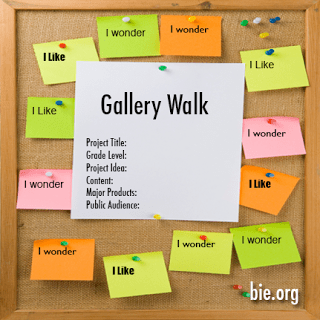 I wonder
I wonder
I Like
I Like
Gallery Walk
I Like
I wonder
Project Title:
Grade Level:
Project Idea:
Content:
Major Products:
Public Audience:
I wonder
I Like
I wonder
I wonder
I wonder
I Like
bie.org